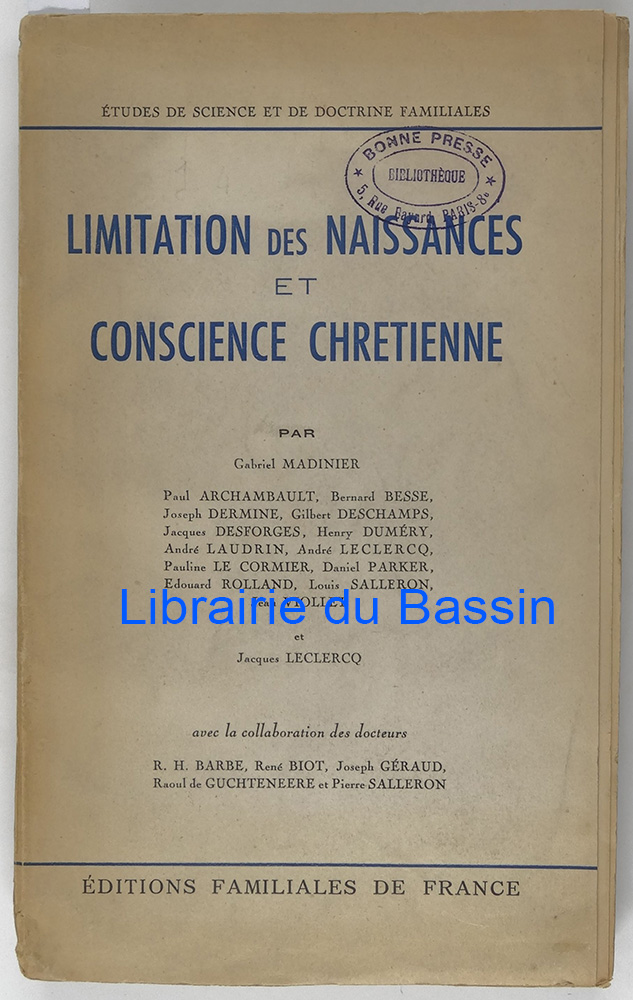 ÉTUDES DE SCIENCE ET DE DOCTRINE FAMILIALES
★ BONNE PRESSE ★
BIBLIOTHÈQUE
5, Rue Bayard PARIS-8e
LIMITATION DES NAISSANCES
ET
CONSCIENCE CHRETIENNE
PAR
Gabriel MADINIER
Paul ARCHAMBAULT, Bernard BESSE,
Joseph DERMINE, Gilbert DESCHAMPS,
Jacques DESFORGES, Henry DUMÉRY,
André LAUDRIN, André LECLERCQ,
Pauline LE CORMIER, Daniel PARKER,
Edouard ROLLAND, Louis SALLERON,
Jean VIOLLET
Librairie du Bassin
et
Jacques LECLERCQ
avec la collaboration des docteurs
R. H. BARBE, René BIOT, Joseph GÉRAUD,
Raoul de GUCHTENEERE et Pierre SALLERON
ÉDITIONS FAMILIALES DE FRANCE